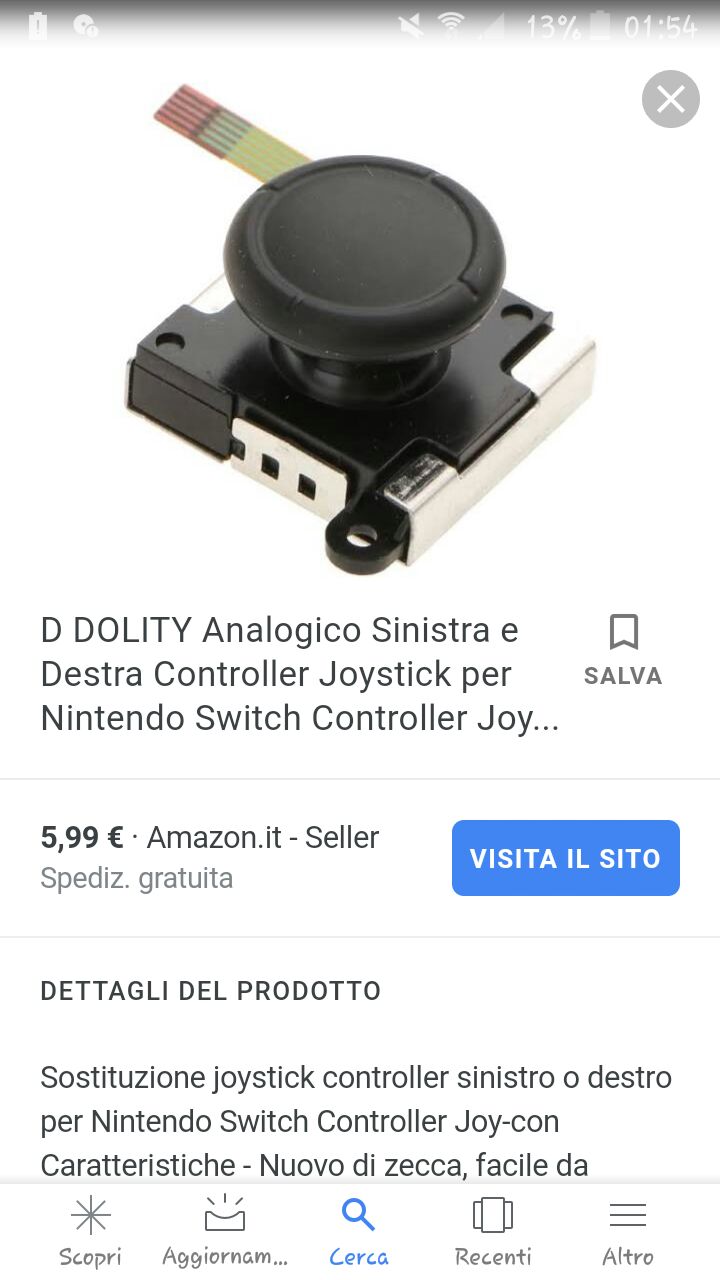 13% 01:54
D DOLITY Analogico Sinistra e
Destra Controller Joystick per
Nintendo Switch Controller Joy...
SALVA
5,99 € · Amazon.it - Seller
Spediz. gratuita
VISITA IL SITO
DETTAGLI DEL PRODOTTO
Sostituzione joystick controller sinistro o destro
per Nintendo Switch Controller Joy-con
Caratteristiche - Nuovo di zecca, facile da
Scopri Aggiornam... Cerca Recenti Altro